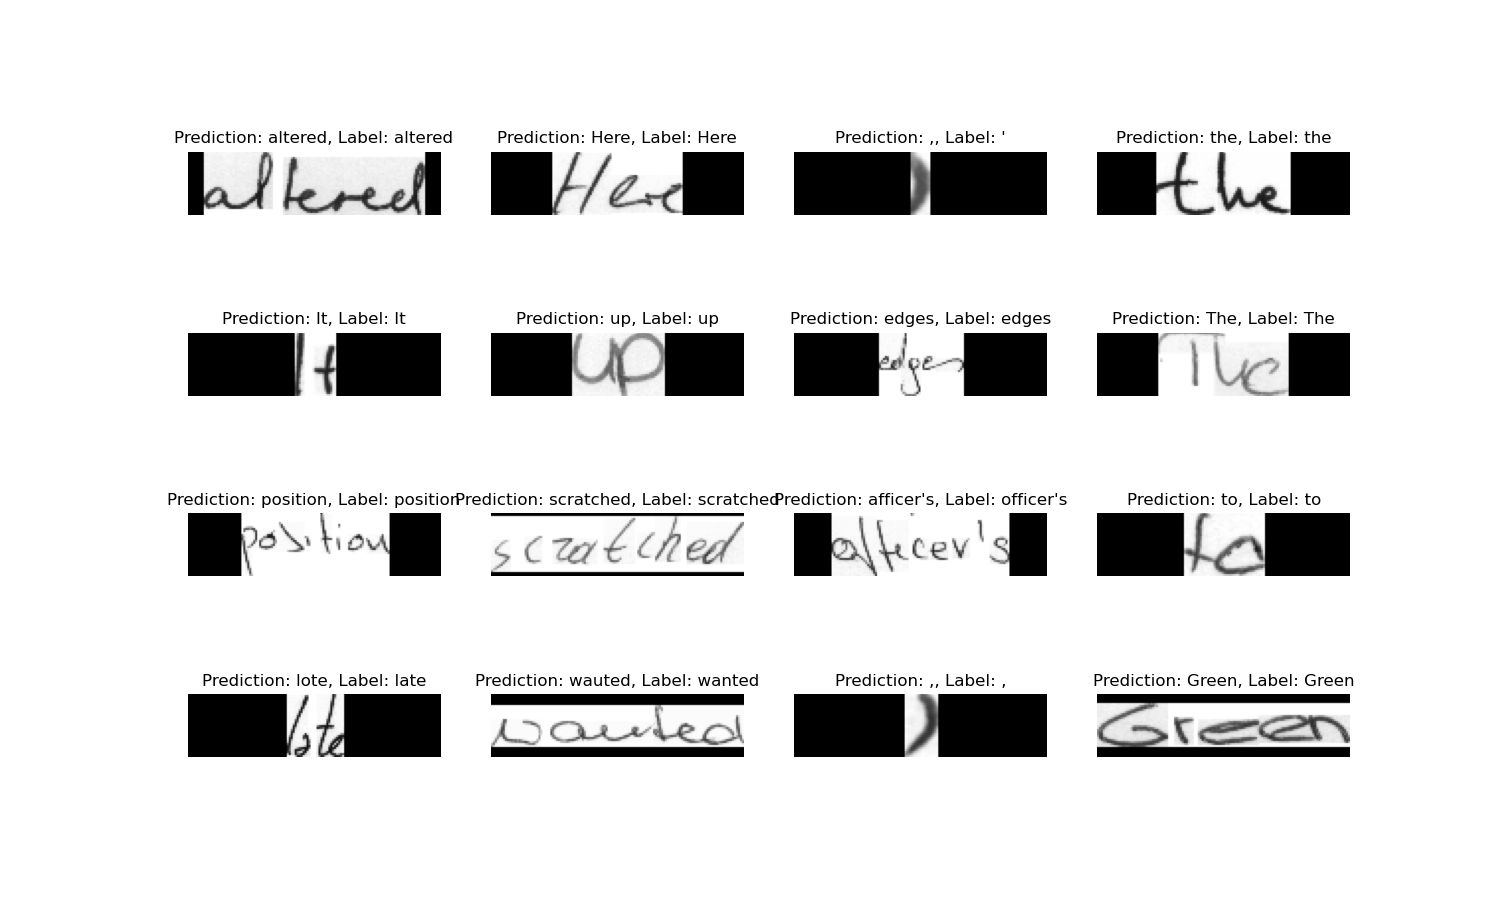 Prediction: altered, Label: altered
Prediction: Here, Label: Here
Prediction: ,, Label: '
Prediction: the, Label: the
altered
Here
,
the
Prediction: It, Label: It
Prediction: up, Label: up
Prediction: edges, Label: edges
Prediction: The, Label: The
It
up
edges
The
Prediction: position, Label: position
Prediction: scratched, Label: scratched
Prediction: afficer's, Label: officer's
Prediction: to, Label: to
position
scratched
officer's
to
Prediction: lote, Label: late
Prediction: wauted, Label: wanted
Prediction: ,, Label: ,
Prediction: Green, Label: Green
late
wanted
,
Green